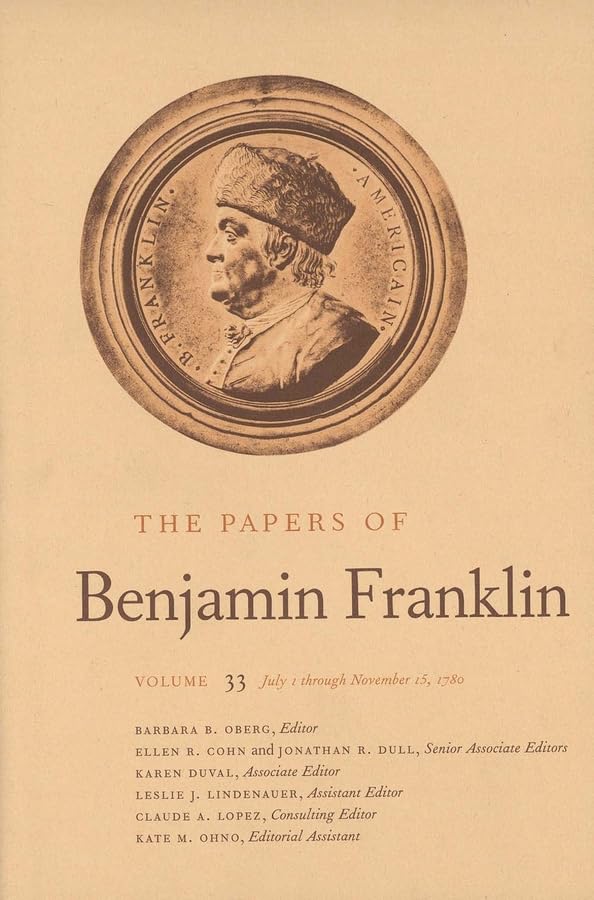 ·B·FRANKLIN·
·AMERICAIN·
THE PAPERS OF
Benjamin Franklin
VOLUME 33 July 1 through November 15, 1780
BARBARA B. OBERG, Editor
ELLEN R. COHN and JONATHAN R. DULL, Senior Associate Editors
KAREN DUVAL, Associate Editor
LESLIE J. LINDENAUER, Assistant Editor
CLAUDE A. LOPEZ, Consulting Editor
KATE M. OHNO, Editorial Assistant